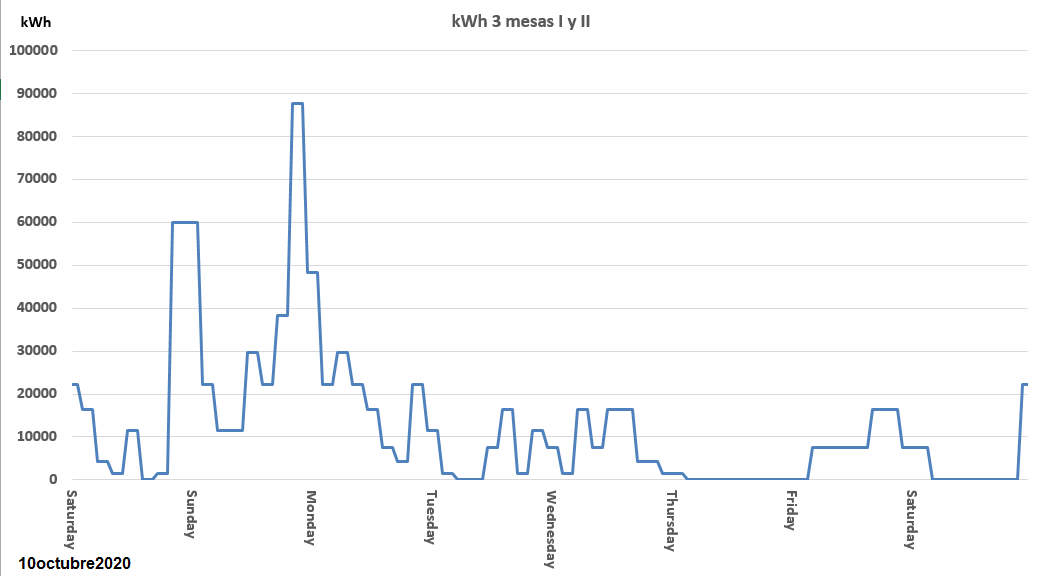 kWh
kWh 3 mesas I y II
100000
90000
80000
70000
60000
50000
40000
30000
20000
10000
0
Saturday
Sunday
Monday
Tuesday
Wednesday
Thursday
Friday
Saturday
10octubre2020